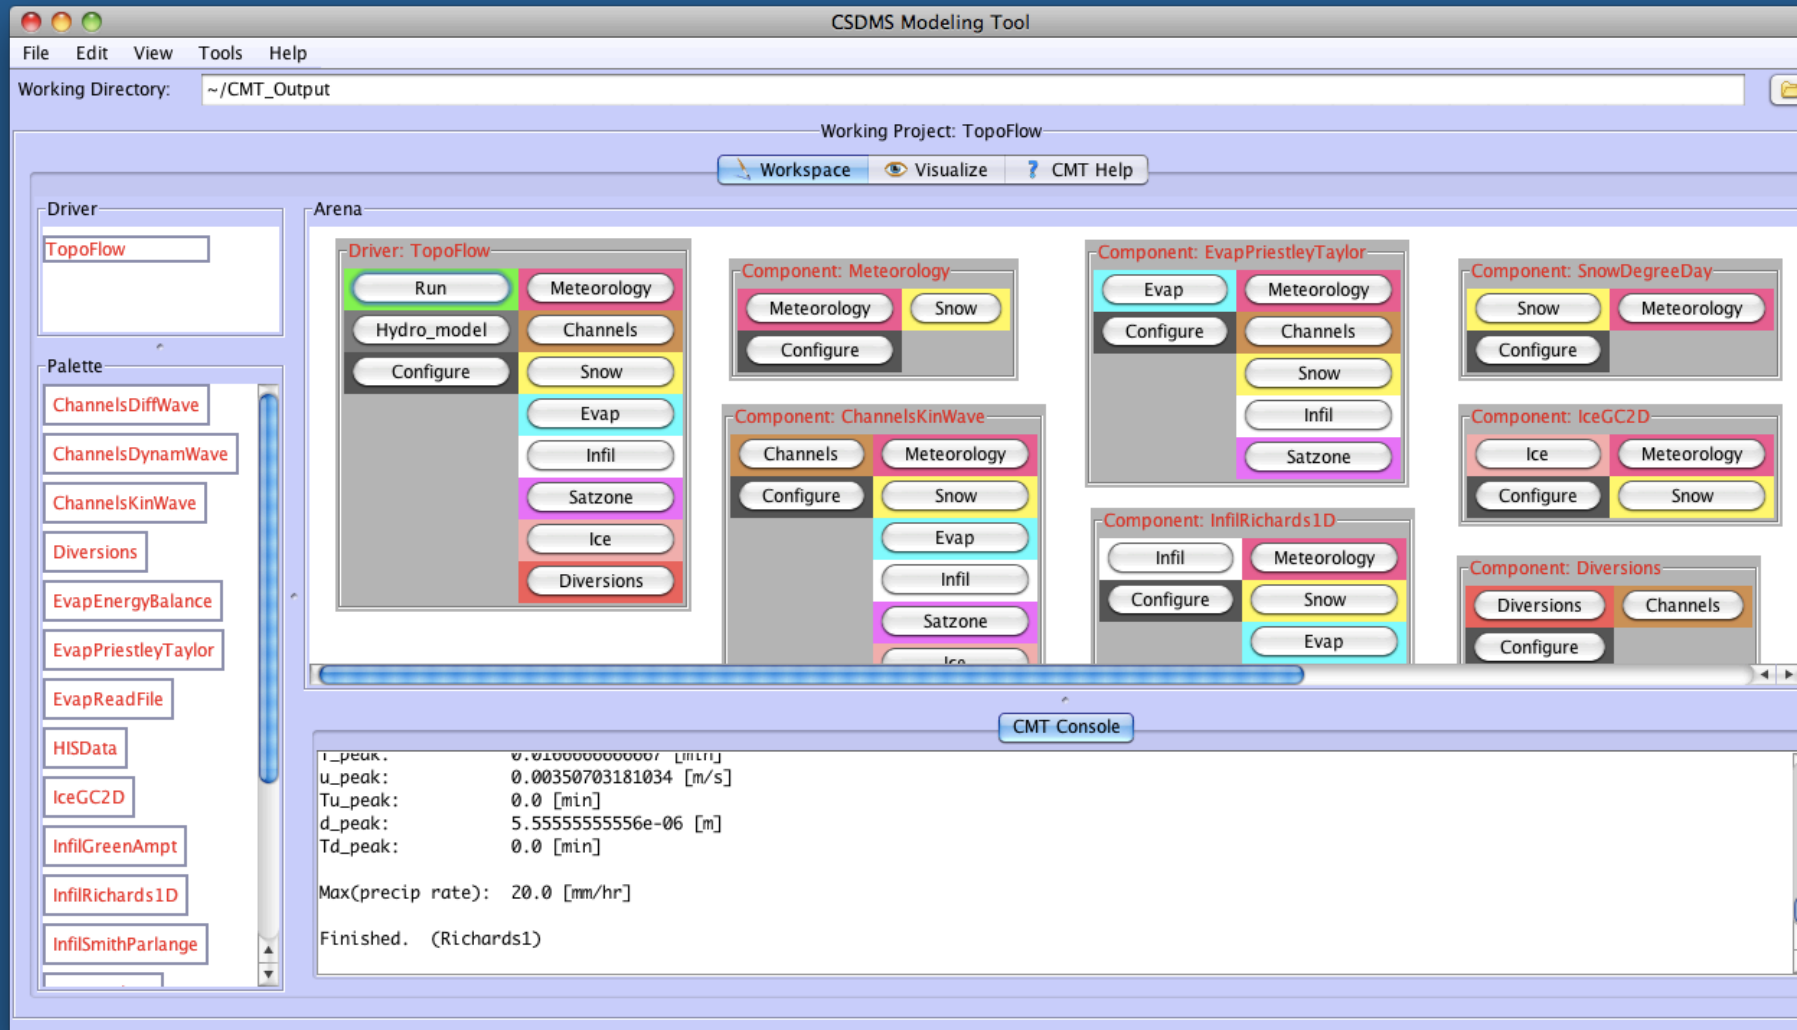 CSDMS Modeling Tool
File Edit View Tools Help
Working Directory: ~/CMT_Output
Working Project: TopoFlow
Workspace Visualize ? CMT Help
Driver
TopoFlow
Palette
ChannelsDiffWave
ChannelsDynamWave
ChannelsKinWave
Diversions
EvapEnergyBalance
EvapPriestleyTaylor
EvapReadFile
HISData
IceGC2D
InfilGreenAmpt
InfilRichards1D
InfilSmithParlange
Arena
Driver: TopoFlow
Run Meteorology
Hydro_model Channels
Configure Snow
Evap
Infil
Satzone
Ice
Diversions
Component: Meteorology
Meteorology Snow
Configure
Component: ChannelsKinWave
Channels Meteorology
Configure Snow
Evap
Infil
Satzone
Ice
Component: EvapPriestleyTaylor
Evap Meteorology
Configure Channels
Snow
Infil
Satzone
Component: InfilRichards1D
Infil Meteorology
Configure Snow
Evap
Component: SnowDegreeDay
Snow Meteorology
Configure
Component: IceGC2D
Ice Meteorology
Configure Snow
Component: Diversions
Diversions Channels
Configure
CMT Console
T_peak: 0.0166666666667 [min]
u_peak: 0.00350703181034 [m/s]
Tu_peak: 0.0 [min]
d_peak: 5.55555555556e-06 [m]
Td_peak: 0.0 [min]
Max(precip rate): 20.0 [mm/hr]
Finished. (Richards1)